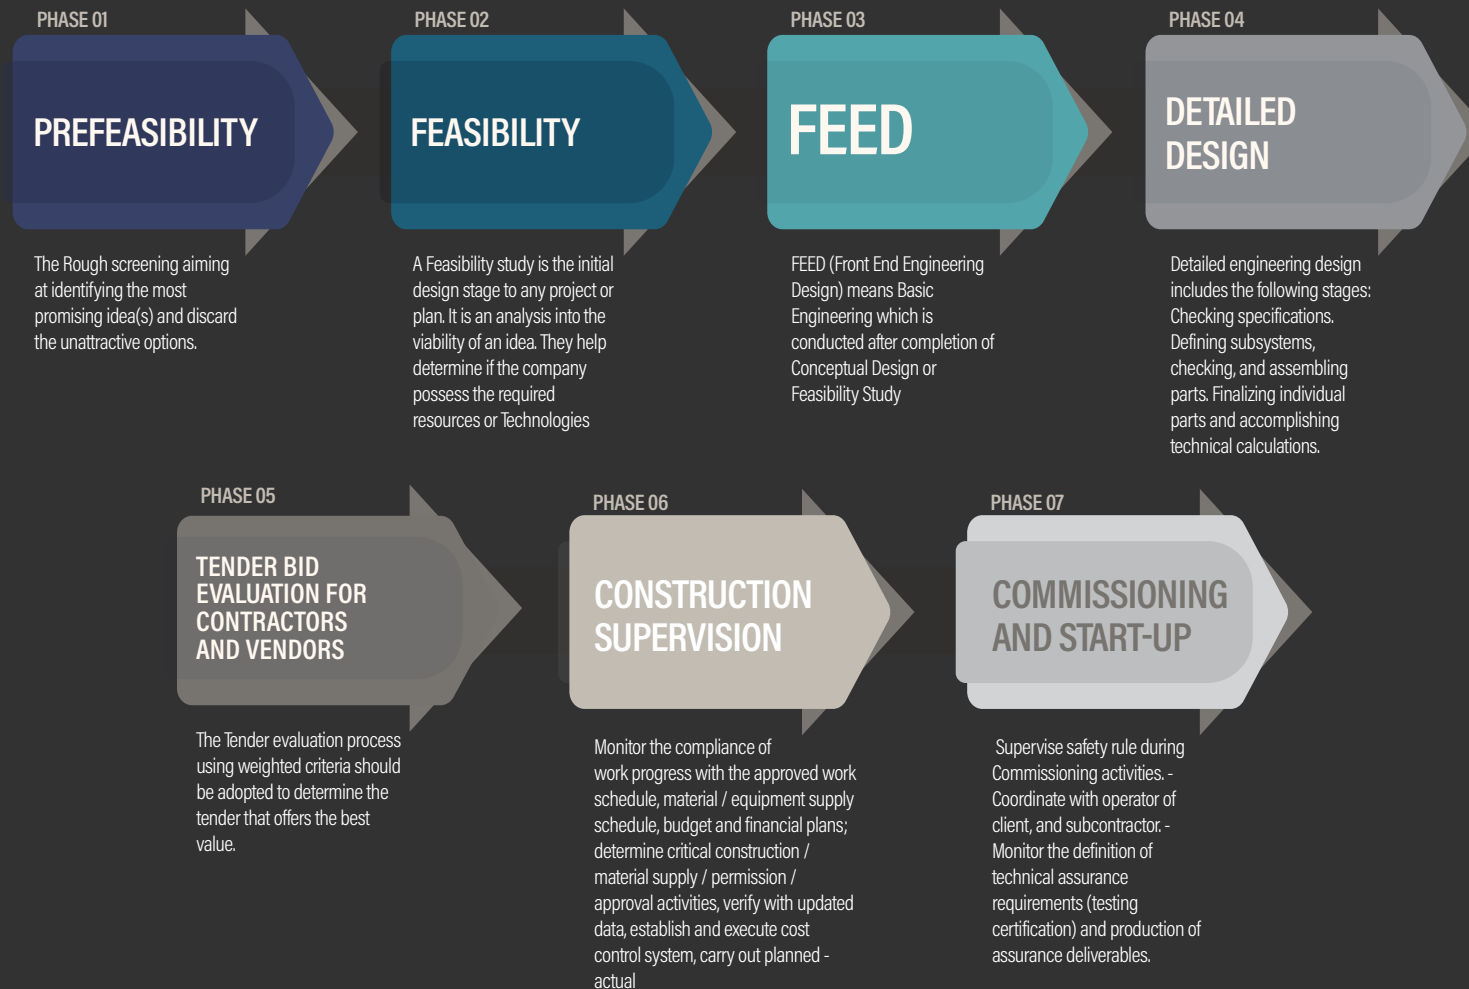 PHASE 01
PREFEASIBILITY
The Rough screening aiming
at identifying the most
promising idea(s) and discard
the unattractive options.
PHASE 02
FEASIBILITY
A Feasibility study is the initial
design stage to any project or
plan. It is an analysis into the
viability of an idea. They help
determine if the company
possess the required
resources or Technologies
PHASE 03
FEED
FEED (Front End Engineering
Design) means Basic
Engineering which is
conducted after completion of
Conceptual Design or
Feasibility Study
PHASE 04
DETAILED
DESIGN
Detailed engineering design
includes the following stages:
Checking specifications.
Defining subsystems,
checking, and assembling
parts. Finalizing individual
parts and accomplishing
technical calculations.
PHASE 05
TENDER BID
EVALUATION FOR
CONTRACTORS
AND VENDORS
The Tender evaluation process
using weighted criteria should
be adopted to determine the
tender that offers the best
value.
PHASE 06
CONSTRUCTION
SUPERVISION
Monitor the compliance of
work progress with the approved work
schedule, material / equipment supply
schedule, budget and financial plans;
determine critical construction /
material supply / permission /
approval activities, verify with updated
data, establish and execute cost
control system, carry out planned -
actual
PHASE 07
COMMISSIONING
AND START-UP
Supervise safety rule during
Commissioning activities. -
Coordinate with operator of
client, and subcontractor. -
Monitor the definition of
technical assurance
requirements (testing
certification) and production of
assurance deliverables.